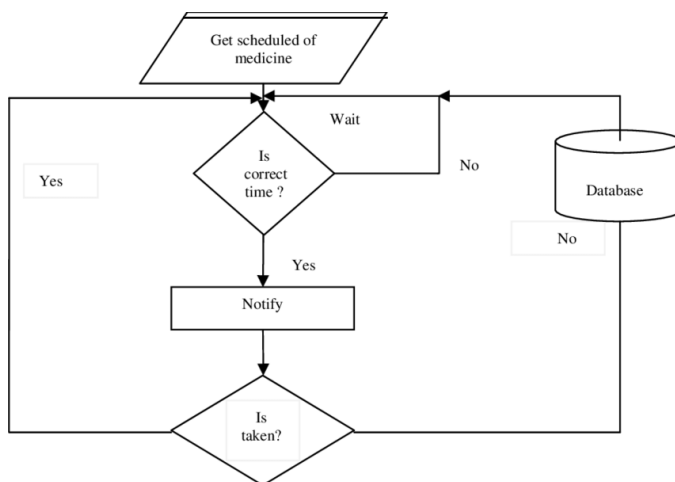 Get scheduled of
medicine
Wait
Is
correct
time ?
No
Yes
Database
No
Yes
Notify
Is
taken?